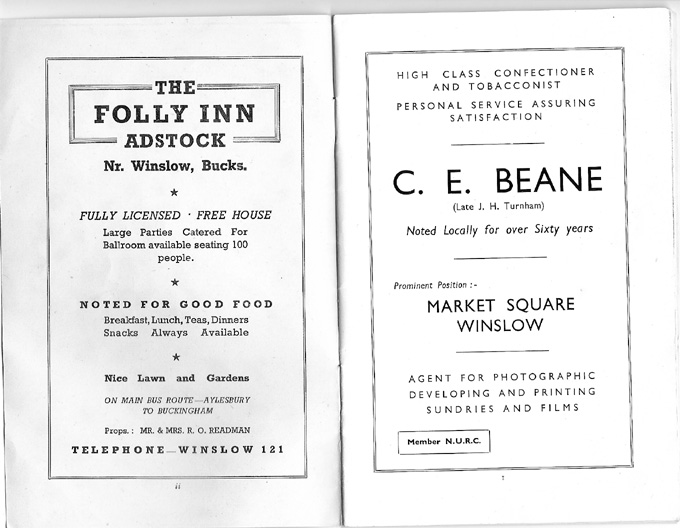 THE
FOLLY INN
ADSTOCK
Nr. Winslow, Bucks.
FULLY LICENSED · FREE HOUSE
Large Parties Catered For
Ballroom available seating 100
people.
NOTED FOR GOOD FOOD
Breakfast, Lunch, Teas, Dinners
Snacks Always Available
Nice Lawn and Gardens
ON MAIN BUS ROUTE—AYLESBURY
TO BUCKINGHAM
Props.: MR. & MRS. R. O. READMAN
TELEPHONE—WINSLOW 121
ii
HIGH CLASS CONFECTIONER
AND TOBACCONIST
PERSONAL SERVICE ASSURING
SATISFACTION
C. E. BEANE
(Late J. H. Turnham)
Noted Locally for over Sixty years
Prominent Position :-
MARKET SQUARE
WINSLOW
AGENT FOR PHOTOGRAPHIC
DEVELOPING AND PRINTING
SUNDRIES AND FILMS
Member N.U.R.C.